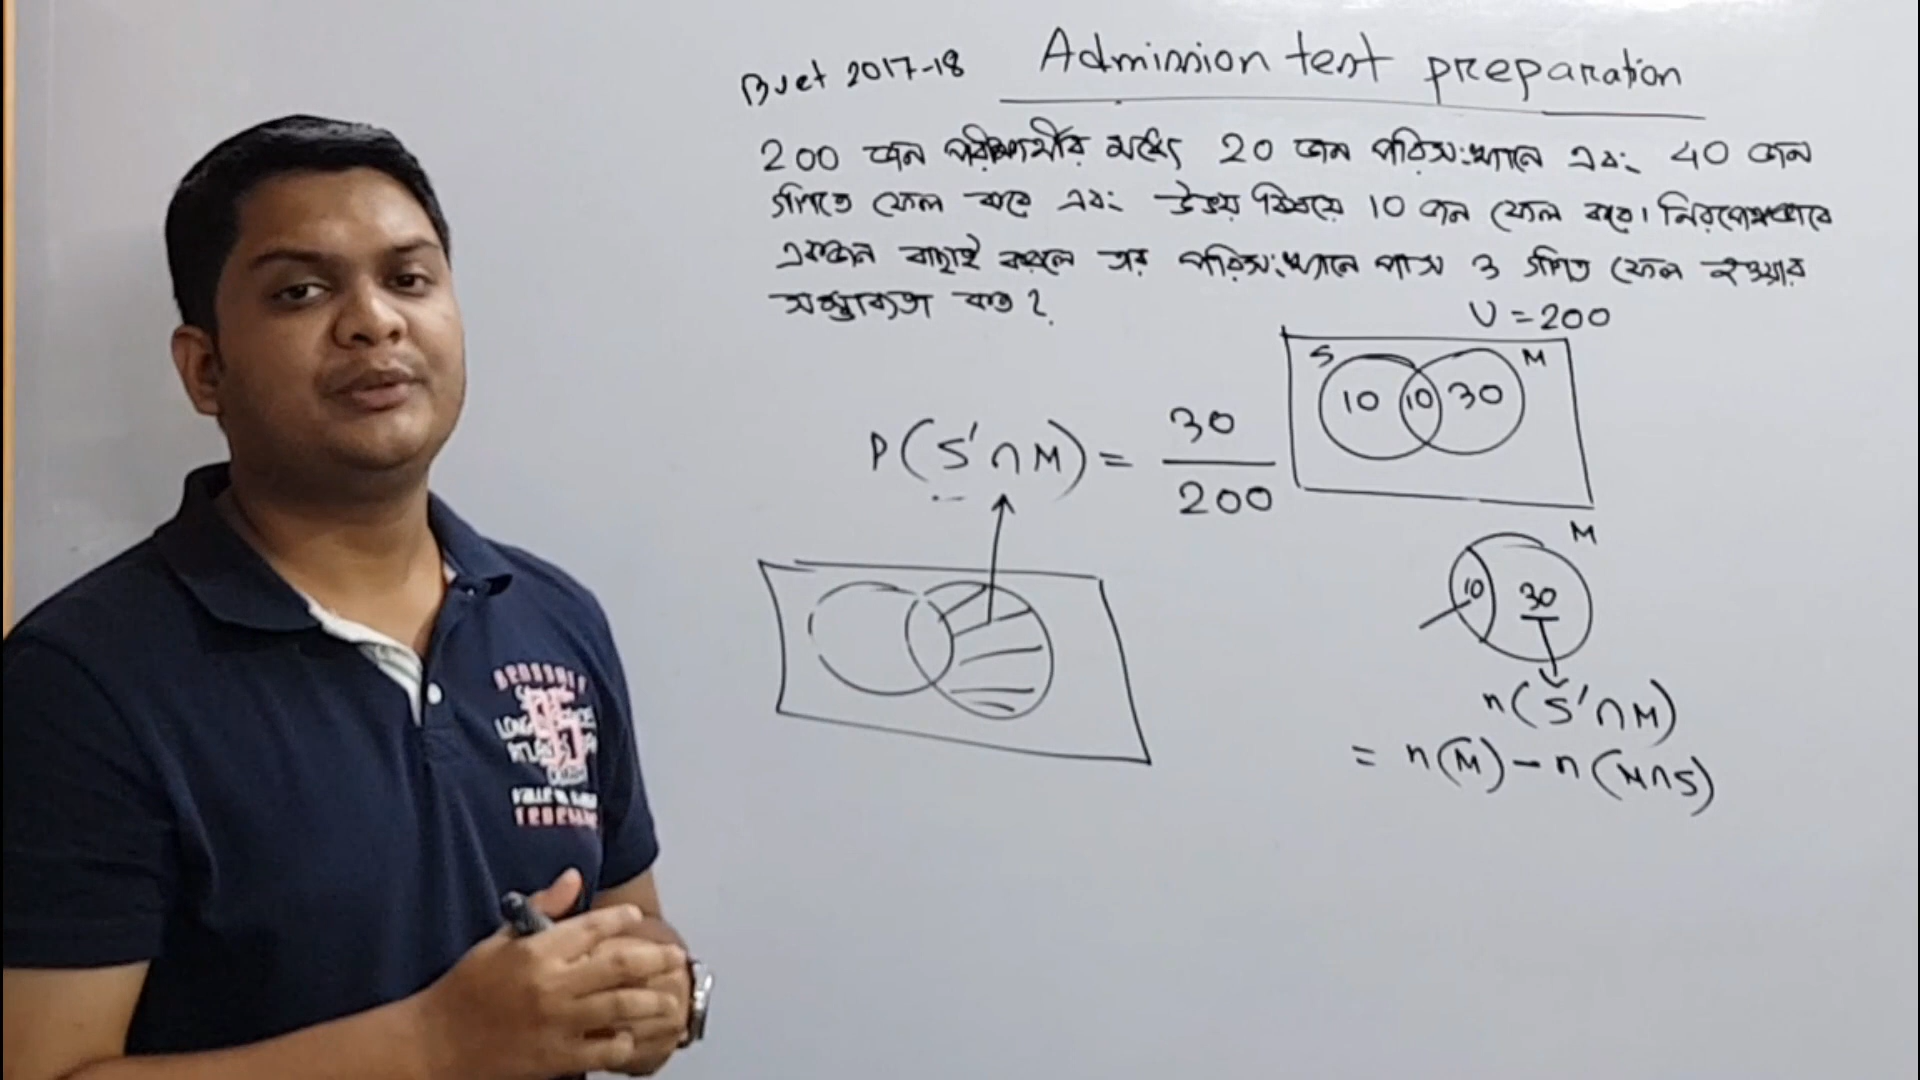 Buet 2017-18 Admission test preparation
200 জন পরীক্ষার্থীর মধ্যে 20 জন পরিসংখ্যানে এবং 40 জন
গণিতে ফেল করে এবং উভয় বিষয়ে 10 জন ফেল করে। নিরপেক্ষভাবে
একজন বাছাই করলে তার পরিসংখ্যানে পাস ও গণিতে ফেল হওয়ার
সম্ভাব্যতা কত?
U = 200
S M
10 10 30
P(S'∩M) = 30/200
M
10 30
n(S'∩M)
= n(M) - n(M∩S)